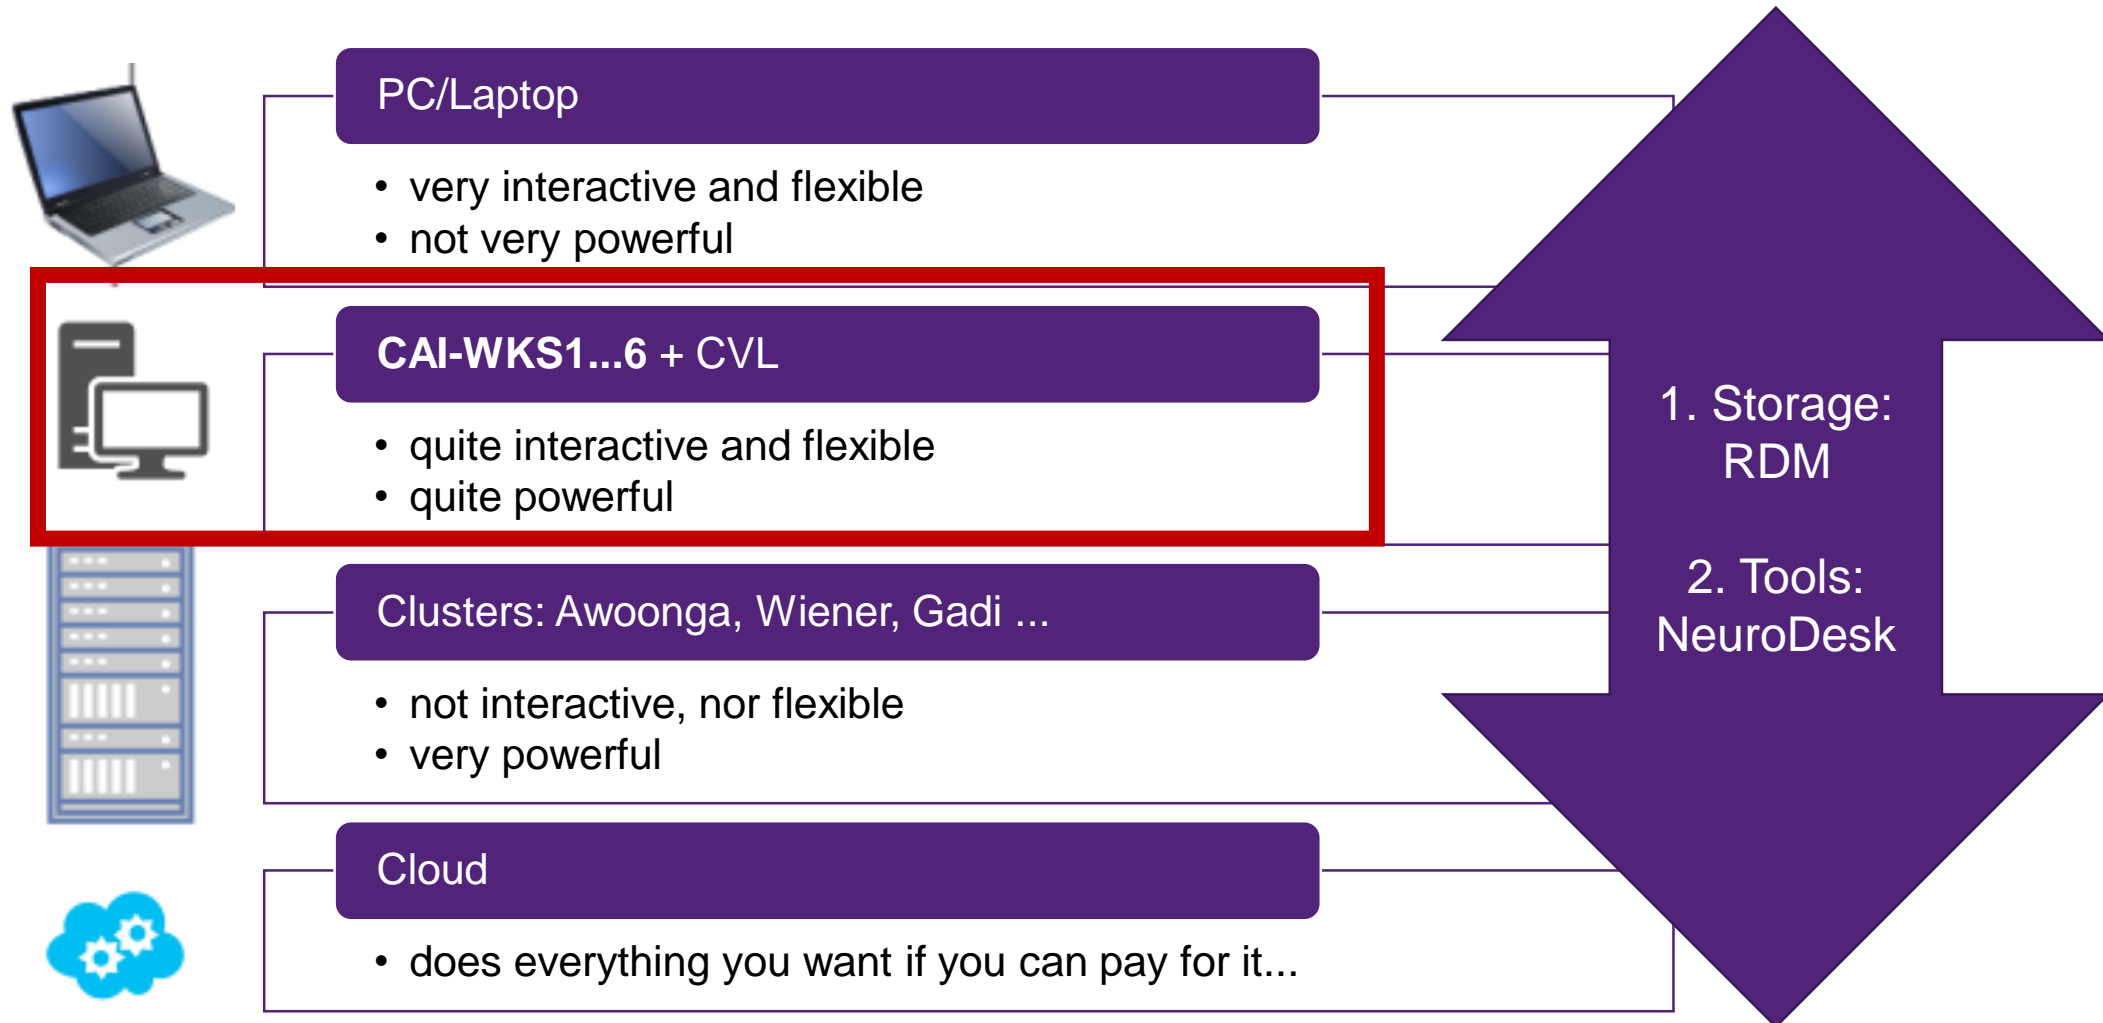 PC/Laptop
• very interactive and flexible
• not very powerful
CAI-WKS1...6 + CVL
• quite interactive and flexible
• quite powerful
Clusters: Awoonga, Wiener, Gadi ...
• not interactive, nor flexible
• very powerful
Cloud
• does everything you want if you can pay for it...
1. Storage:
RDM
2. Tools:
NeuroDesk